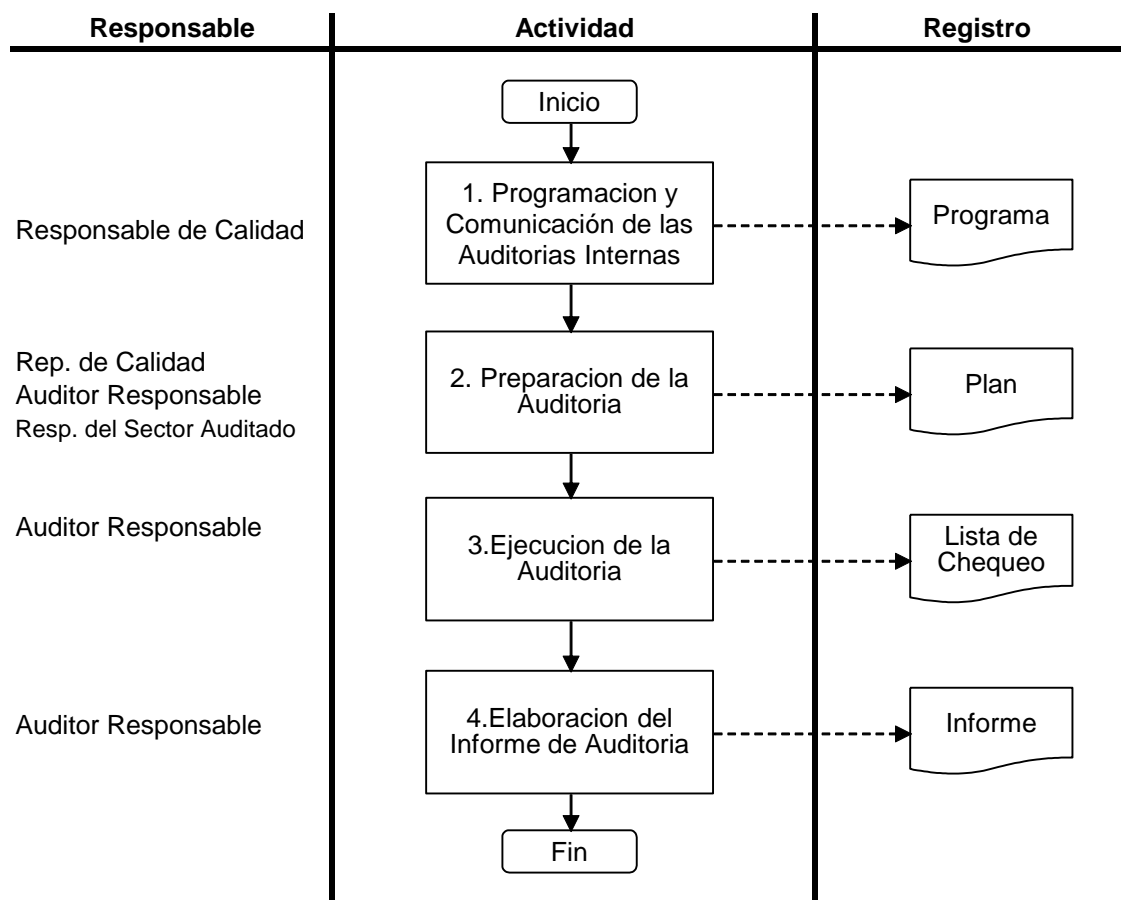 Responsable
Actividad
Registro
Inicio
Responsable de Calidad
1. Programacion y
Comunicación de las
Auditorias Internas
Programa
Rep. de Calidad
Auditor Responsable
Resp. del Sector Auditado
2. Preparacion de la
Auditoria
Plan
Auditor Responsable
3.Ejecucion de la
Auditoria
Lista de
Chequeo
Auditor Responsable
4.Elaboracion del
Informe de Auditoria
Informe
Fin